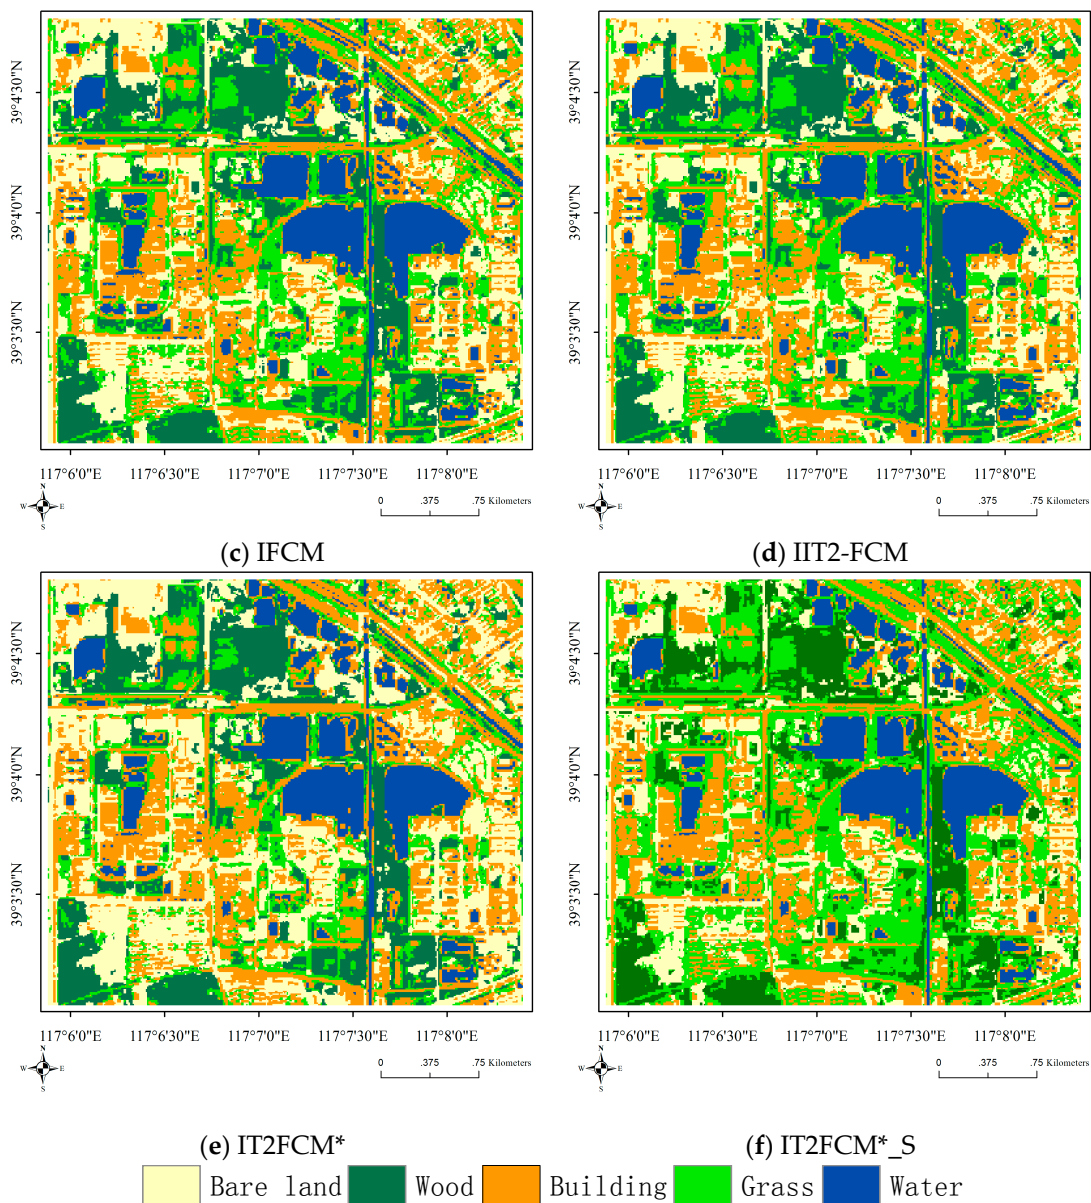 39°4'30"N 39°4'0"N 39°3'30"N
39°4'30"N 39°4'0"N 39°3'30"N
117°6'0"E 117°6'30"E 117°7'0"E 117°7'30"E 117°8'0"E
117°6'0"E 117°6'30"E 117°7'0"E 117°7'30"E 117°8'0"E
N W E S 0 .375 .75 Kilometers
N W E S 0 .375 .75 Kilometers
(c) IFCM
(d) IIT2-FCM
39°4'30"N 39°4'0"N 39°3'30"N
39°4'30"N 39°4'0"N 39°3'30"N
117°6'0"E 117°6'30"E 117°7'0"E 117°7'30"E 117°8'0"E
117°6'0"E 117°6'30"E 117°7'0"E 117°7'30"E 117°8'0"E
N W E S 0 .375 .75 Kilometers
N W E S 0 .375 .75 Kilometers
(e) IT2FCM*
(f) IT2FCM*_S
Bare land Wood Building Grass Water